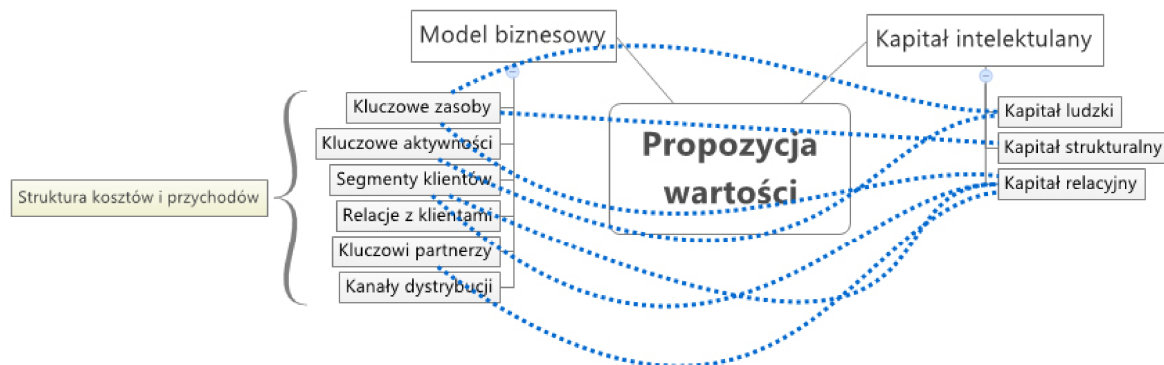 Model biznesowy
Kapitał intelektulany
Kluczowe zasoby
Kluczowe aktywności
Segmenty klientów
Relacje z klientami
Kluczowi partnerzy
Kanały dystrybucji
Struktura kosztów i przychodów
Propozycja
wartości
Kapitał ludzki
Kapitał strukturalny
Kapitał relacyjny